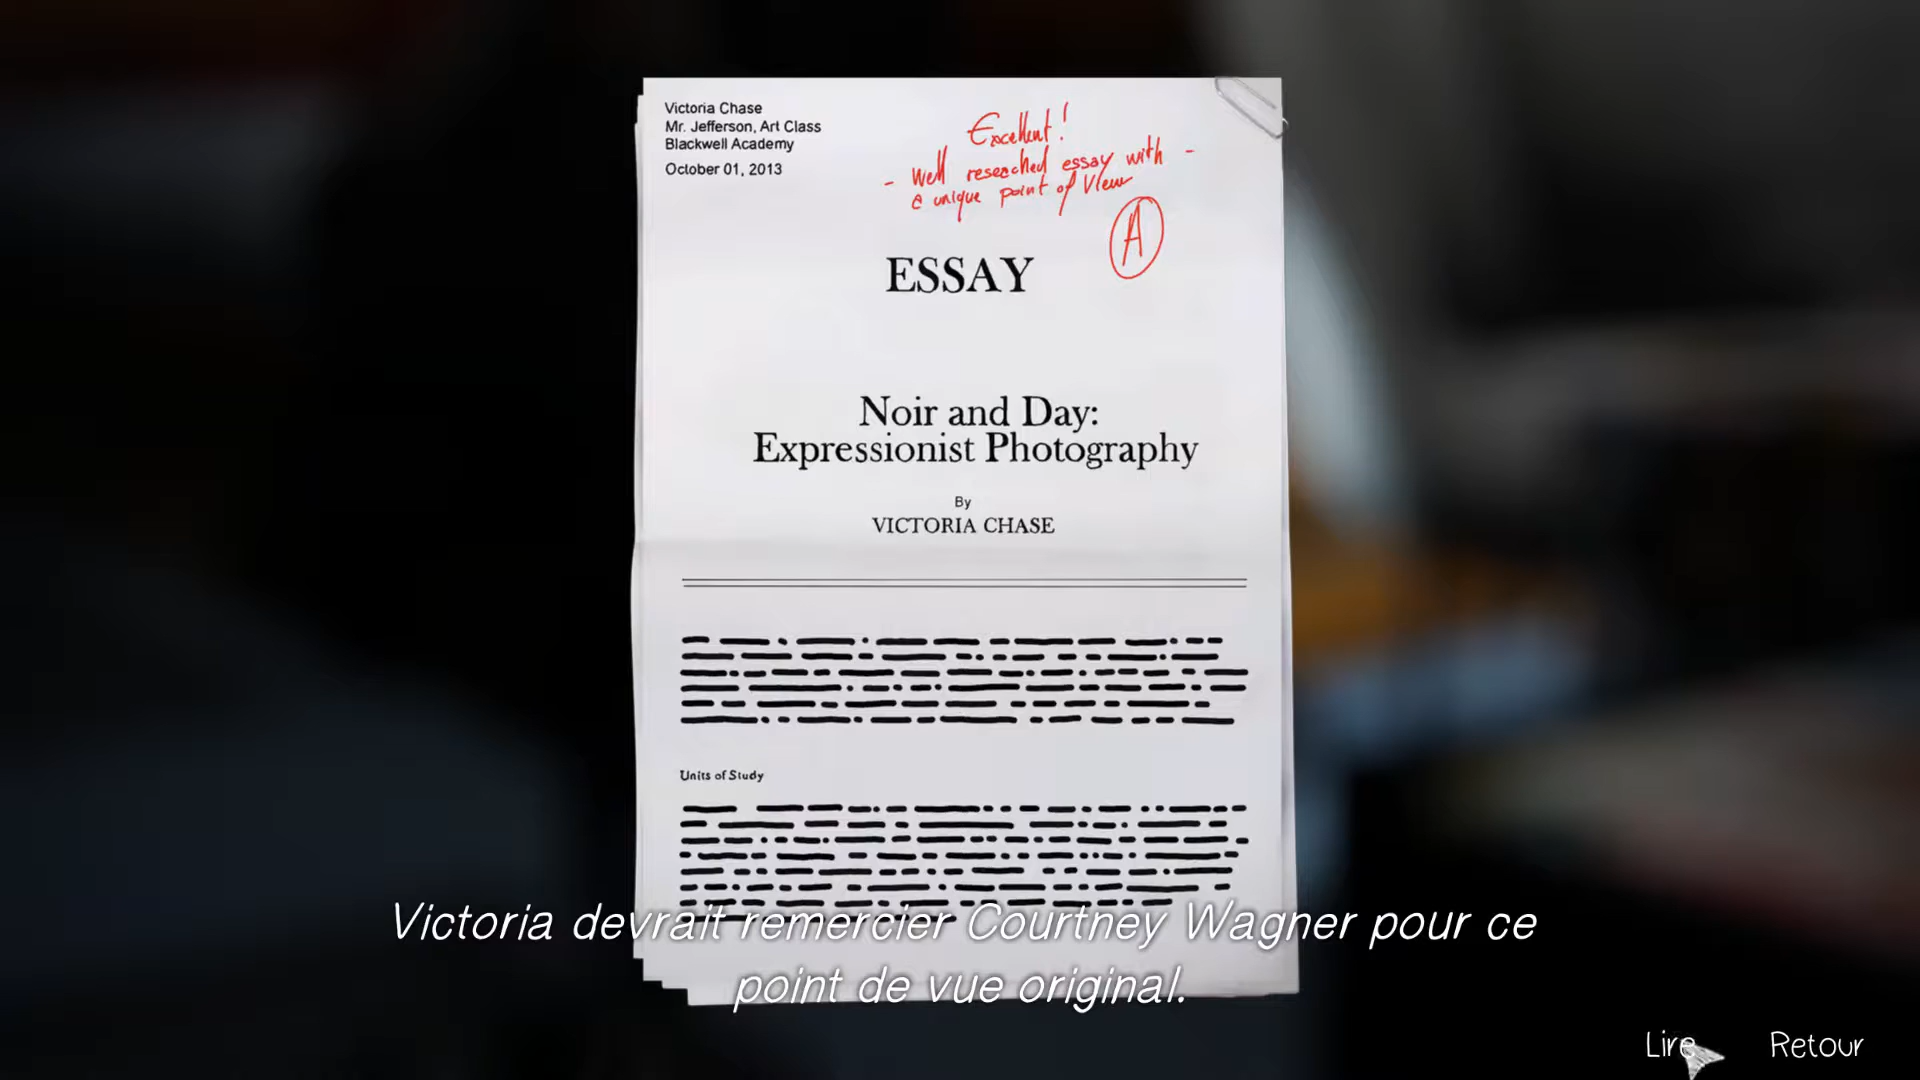 Victoria Chase
Mr. Jefferson, Art Class
Blackwell Academy
October 01, 2013
Excellent!
- Well reseached essay with -
a unique point of View
A
ESSAY
Noir and Day:
Expressionist Photography
By
VICTORIA CHASE
Units of Study
Victoria devrait remercier Courtney Wagner pour ce
point de vue original.
Lire
Retour